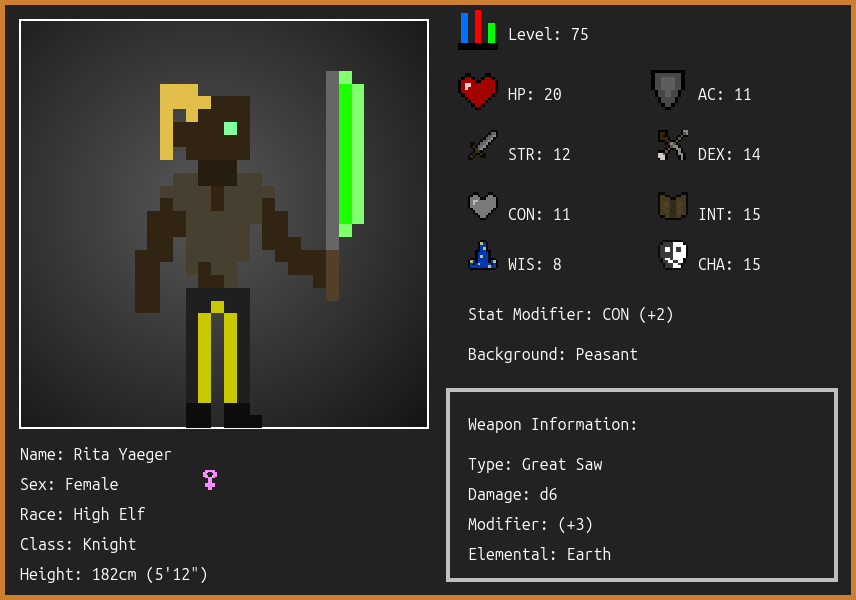 Level: 75
HP: 20
AC: 11
STR: 12
DEX: 14
CON: 11
INT: 15
WIS: 8
CHA: 15
Stat Modifier: CON (+2)
Background: Peasant
Weapon Information:
Type: Great Saw
Damage: d6
Modifier: (+3)
Elemental: Earth
Name: Rita Yaeger
Sex: Female
Race: High Elf
Class: Knight
Height: 182cm (5'12")